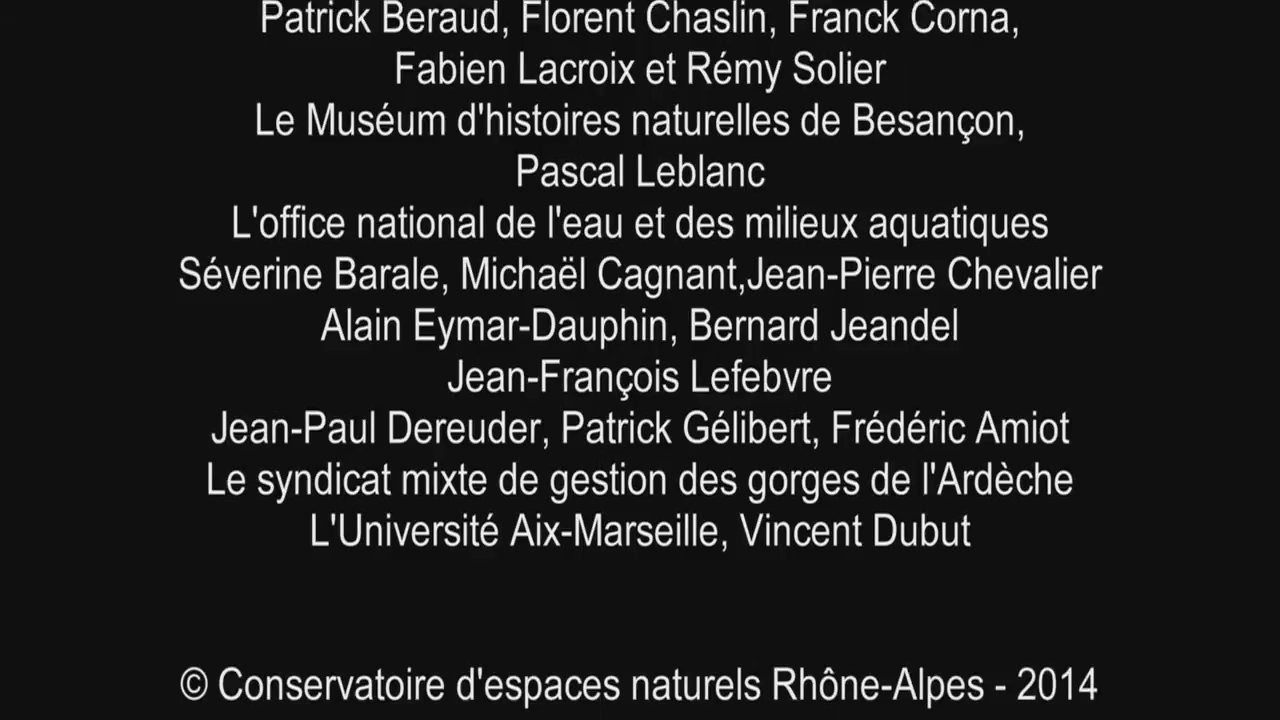 Patrick Beraud, Florent Chaslin, Franck Corna,
Fabien Lacroix et Rémy Solier
Le Muséum d'histoires naturelles de Besançon,
Pascal Leblanc
L'office national de l'eau et des milieux aquatiques
Séverine Barale, Michaël Cagnant,Jean-Pierre Chevalier
Alain Eymar-Dauphin, Bernard Jeandel
Jean-François Lefebvre
Jean-Paul Dereuder, Patrick Gélibert, Frédéric Amiot
Le syndicat mixte de gestion des gorges de l'Ardèche
L'Université Aix-Marseille, Vincent Dubut
© Conservatoire d'espaces naturels Rhône-Alpes - 2014